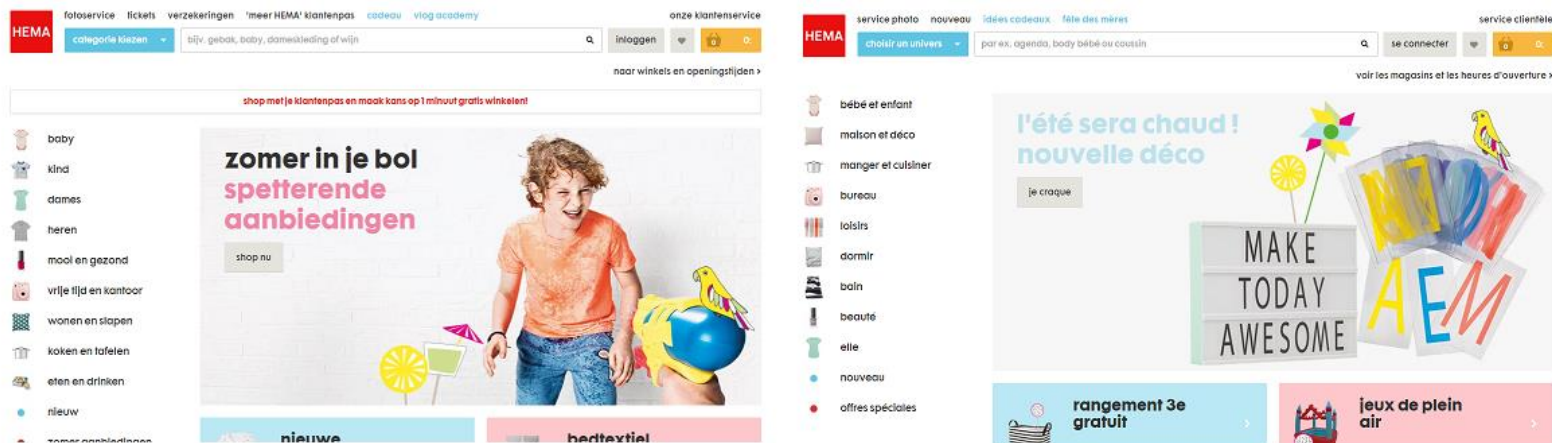 HEMA
fotoservice tickets verzekeringen 'meer HEMA' klantenpas cadeau vlog academy
onze klantenservice
categorie kiezen
bijv. gebak, baby, dameskleding of wijn
inloggen
0
0;
naar winkels en openingstijden >
shop met je klantenpas en maak kans op 1 minuut gratis winkelen!
baby
kind
dames
heren
mooi en gezond
vrije tijd en kantoor
wonen en slapen
koken en tafelen
eten en drinken
nieuw
zomer aanbiedingen
zomer in je bol
spetterende
aanbiedingen
shop nu
nieuwe
bedtextiel
HEMA
service photo nouveau idées cadeaux fête des mères
service clientèle
choisir un univers
par ex. agenda, body bébé ou coussin
se connecter
0
0;
voir les magasins et les heures d'ouverture >
bébé et enfant
maison et déco
manger et cuisiner
bureau
loisirs
dormir
bain
beauté
elle
nouveau
offres spéciales
l'été sera chaud !
nouvelle déco
je craque
MAKE
TODAY
AWESOME
A E M
rangement 3e
gratuit
jeux de plein
air